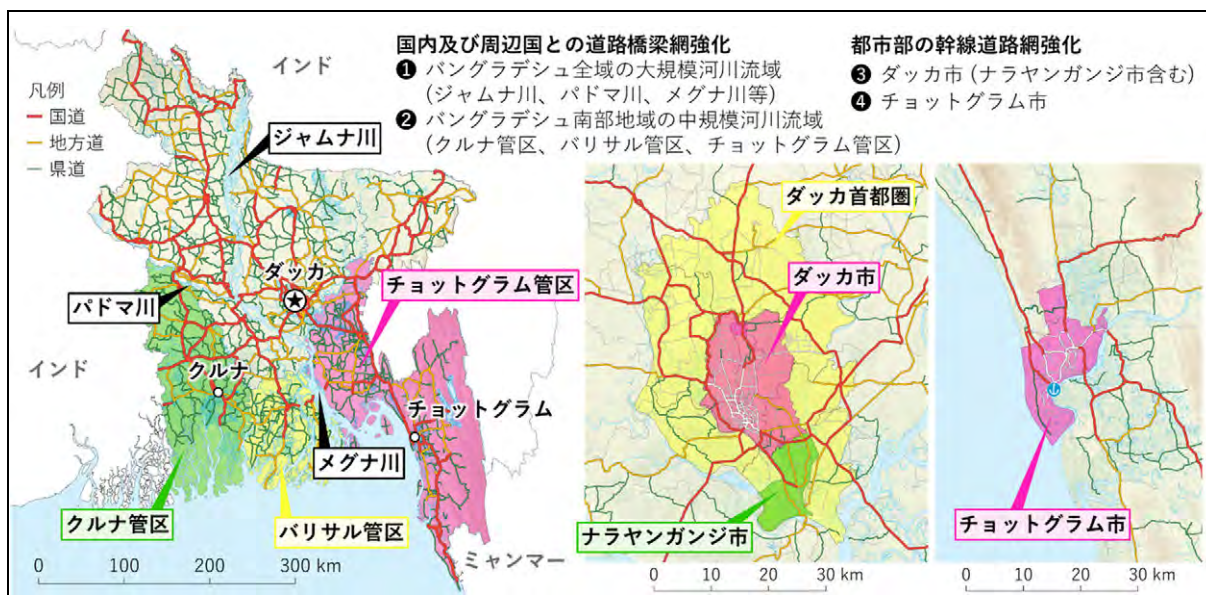 国内及び周辺国との道路橋梁網強化
❶ バングラデシュ全域の大規模河川流域
(ジャムナ川、パドマ川、メグナ川等)
❷ バングラデシュ南部地域の中規模河川流域
(クルナ管区、バリサル管区、チョットグラム管区)
都市部の幹線道路網強化
❸ ダッカ市 (ナラヤンガンジ市含む)
❹ チョットグラム市
インド
凡例
国道
地方道
県道
ジャムナ川
ダッカ
チョットグラム管区
パドマ川
インド
クルナ
チョットグラム
メグナ川
クルナ管区
バリサル管区
ミャンマー
0 100 200 300 km
ダッカ首都圏
ダッカ市
ナラヤンガンジ市
0 10 20 30 km
チョットグラム市
0 10 20 30 km